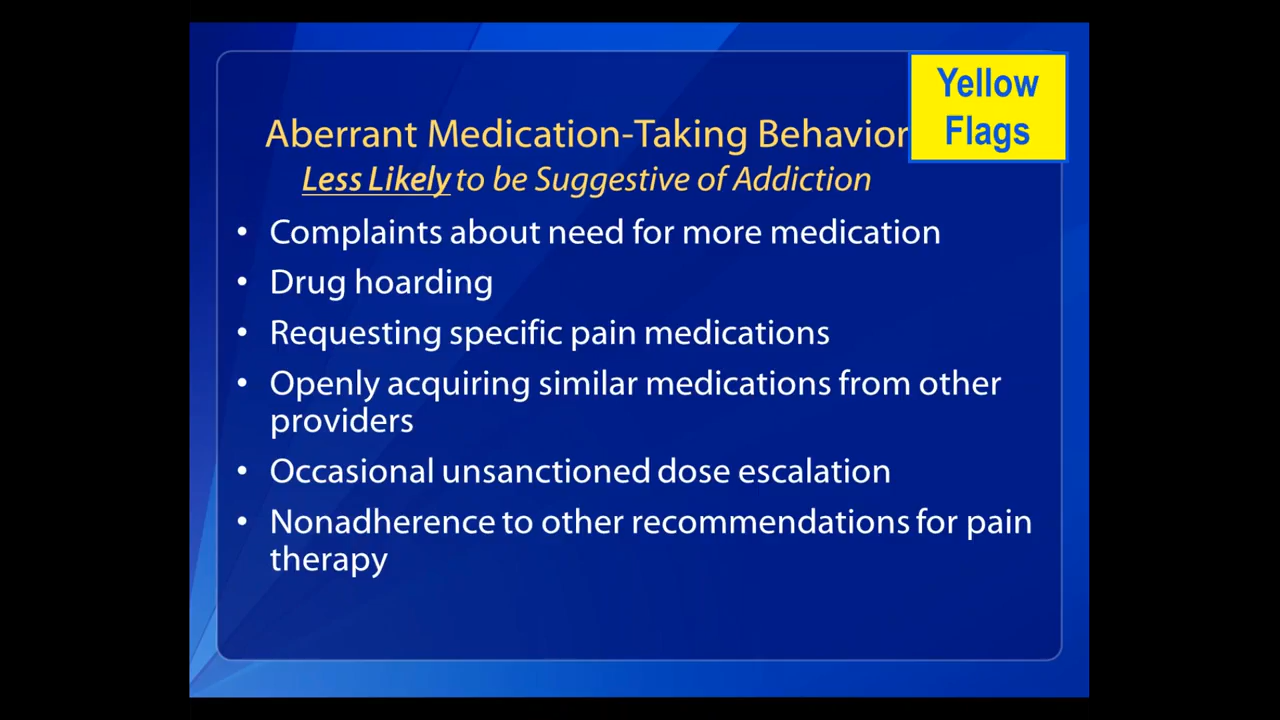 Yellow
Flags
Aberrant Medication-Taking Behavior
Less Likely to be Suggestive of Addiction
• Complaints about need for more medication
• Drug hoarding
• Requesting specific pain medications
• Openly acquiring similar medications from other
providers
• Occasional unsanctioned dose escalation
• Nonadherence to other recommendations for pain
therapy